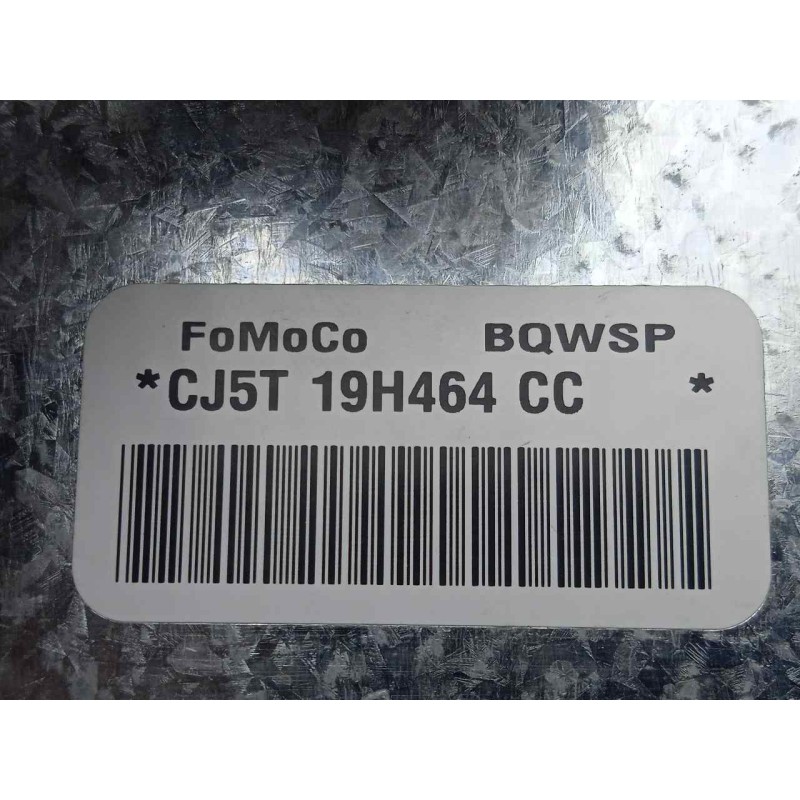 FoMoCo BQWSP
*CJ5T 19H464 CC *